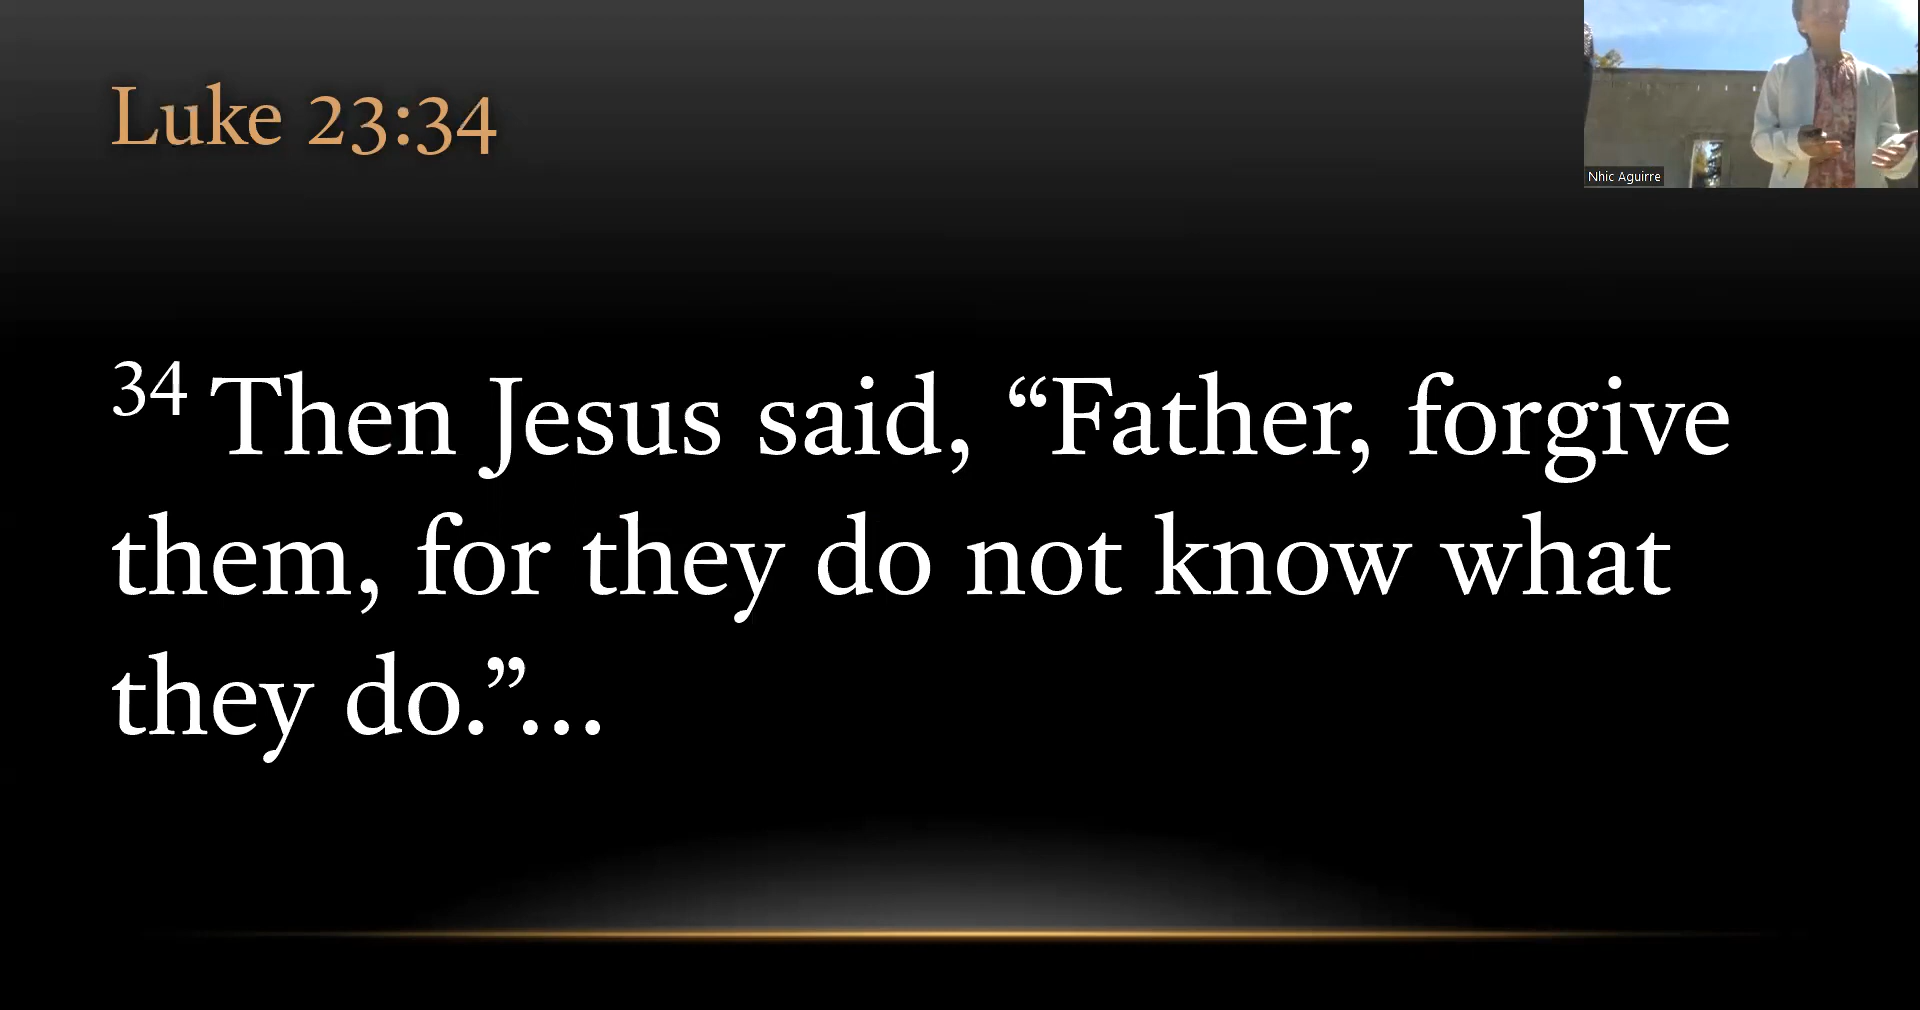 Luke 23:34
Nhic Aguirre
34 Then Jesus said, “Father, forgive
them, for they do not know what
they do.”...